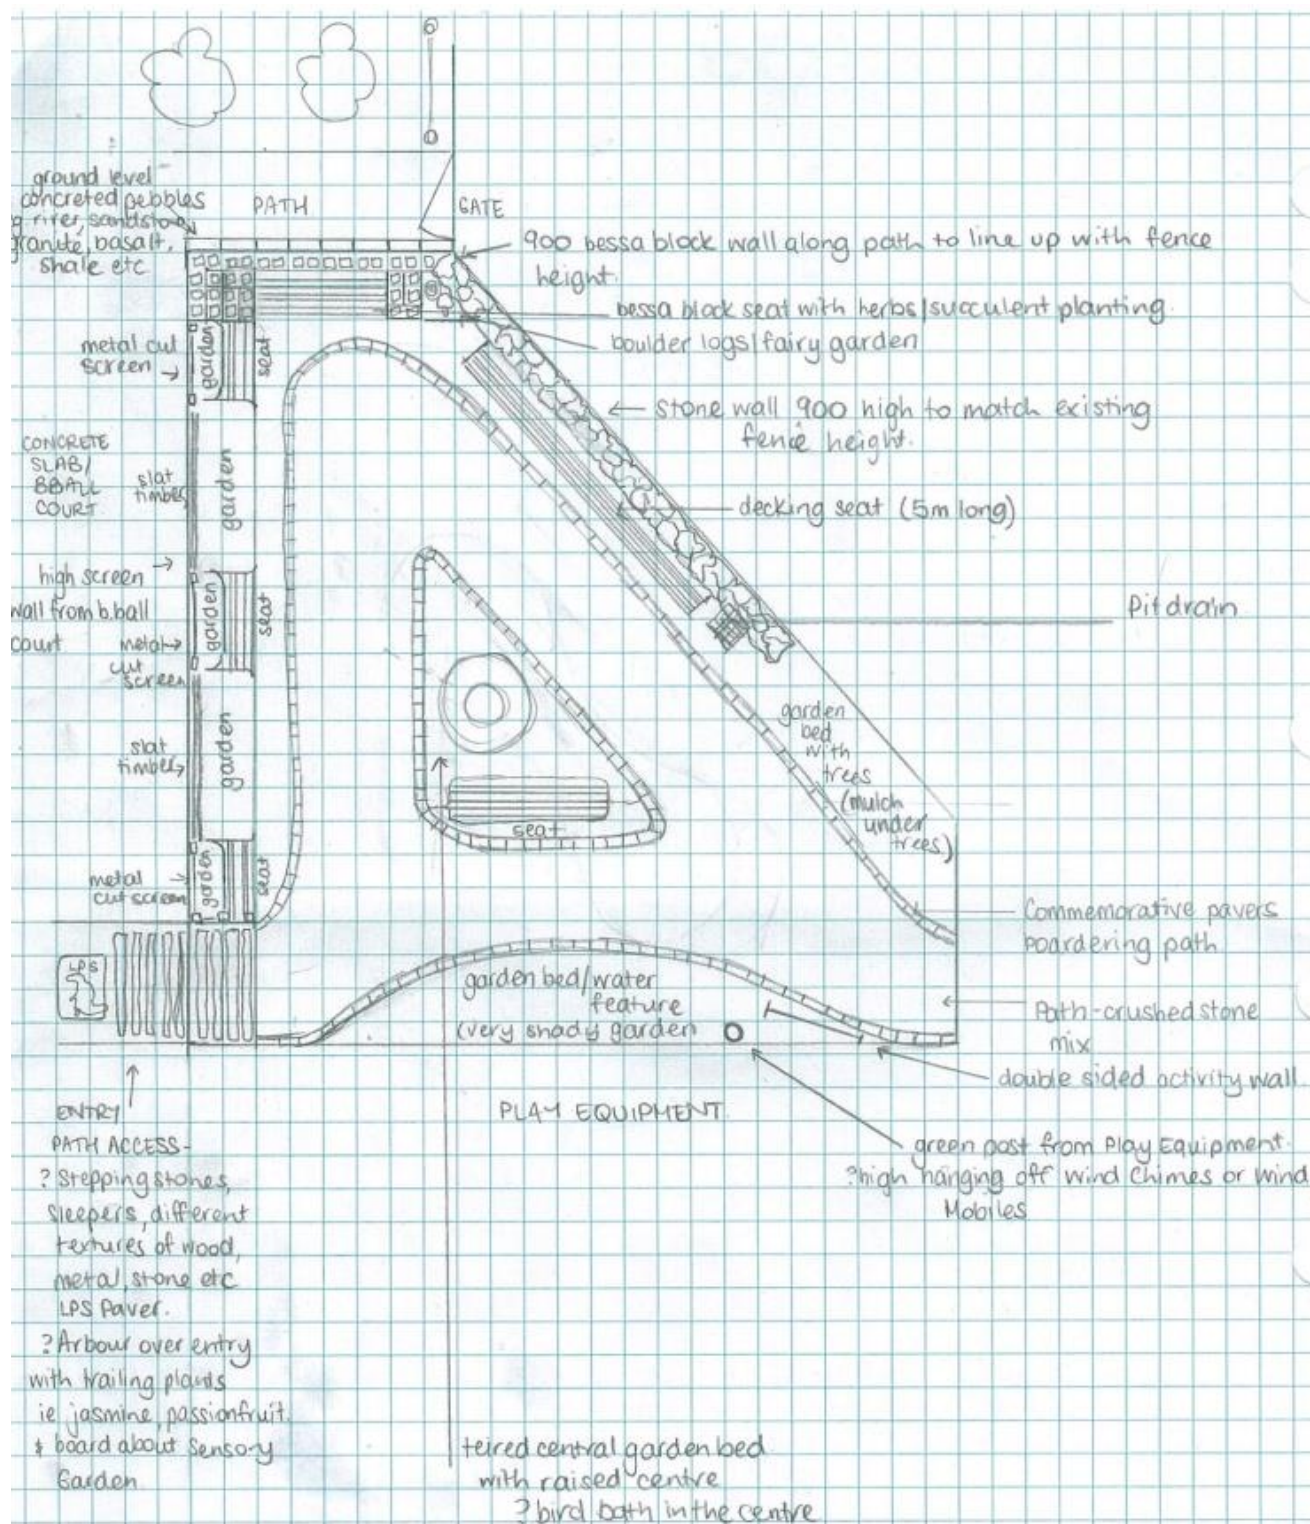 6
0
ground level
concreted pebbles
g river, sandstone
granite, basalt,
shale etc
PATH
GATE
900 bessa block wall along path to line up with fence
height.
bessa block seat with herbs/succulent planting.
boulder logs/fairy garden
metal cut
screen
garden
seat
stone wall 900 high to match existing
fence height.
CONCRETE
SLAB/
BBALL
COURT
slat
timber
garden
decking seat (5m long)
high screen
wall from b.ball
court
garden
seat
metal
cut
screen
Pit drain
slat
timber
garden
garden
bed
with
trees
(mulch
under
trees)
seat
metal
cut screen
garden
seat
Commemorative pavers
boardering path
LPS
garden bed/water
feature
(very shady garden
Path-crushed stone
mix
double sided activity wall
PLAY EQUIPMENT
green post from Play Equipment.
?high hanging off Wind Chimes or Wind
Mobiles
ENTRY
PATH ACCESS-
? Stepping stones,
Sleepers, different
textures of wood,
metal, stone etc
LPS Paver.
? Arbour over entry
with trailing plants
ie jasmine, passionfruit.
& board about Sensory
Garden
teired central garden bed
with raised centre
? bird bath in the centre